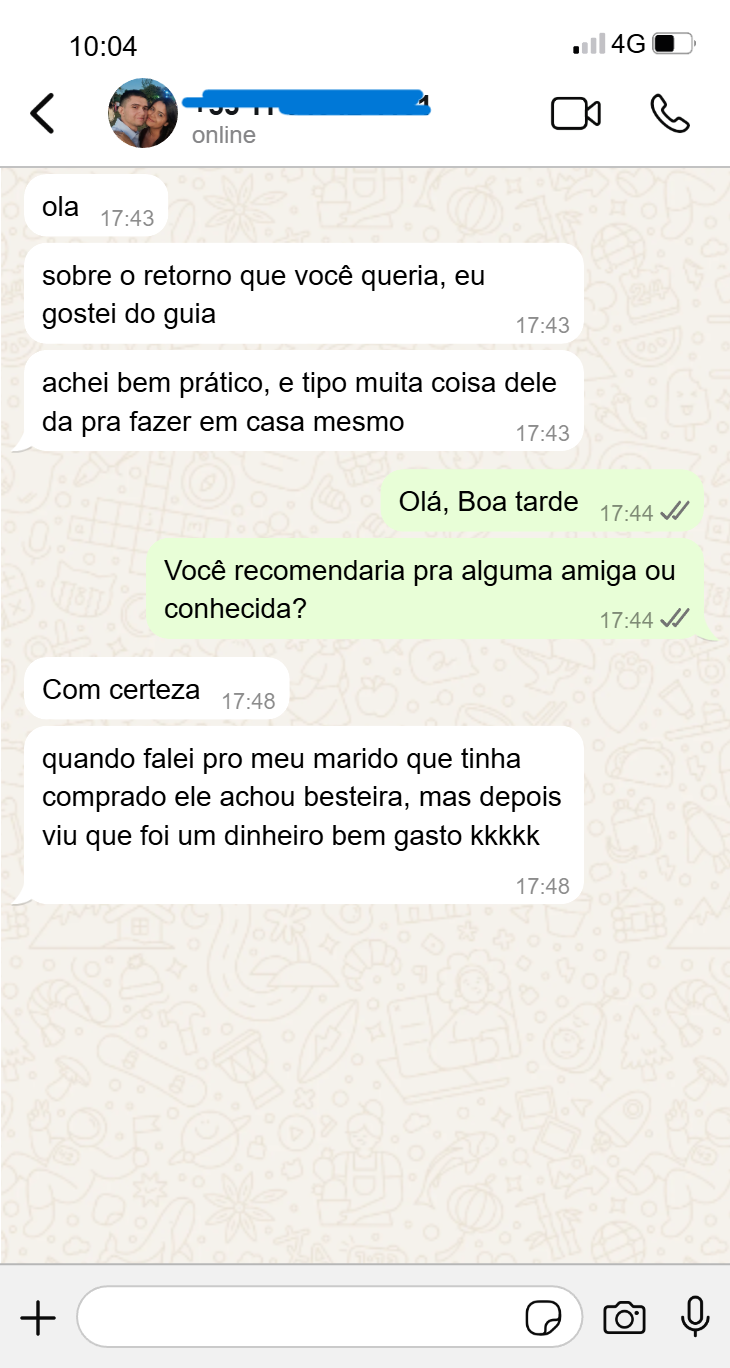 10:04
4G
online
ola 17:43
sobre o retorno que você queria, eu
gostei do guia
17:43
achei bem prático, e tipo muita coisa dele
da pra fazer em casa mesmo
17:43
Olá, Boa tarde 17:44
Você recomendaria pra alguma amiga ou
conhecida?
17:44
Com certeza 17:48
quando falei pro meu marido que tinha
comprado ele achou besteira, mas depois
viu que foi um dinheiro bem gasto kkkkk
17:48